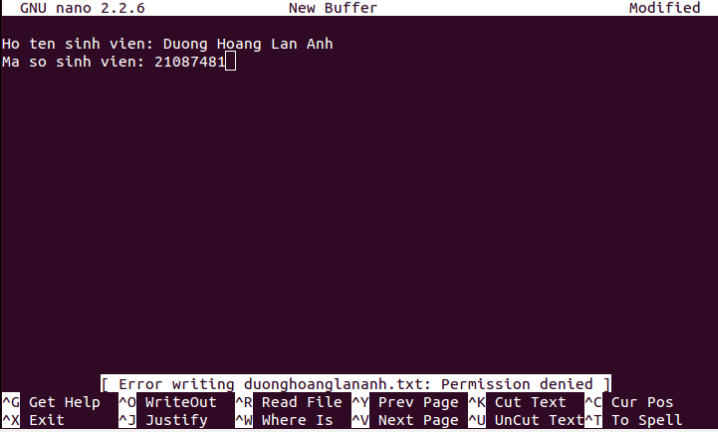 GNU nano 2.2.6 New Buffer Modified
Ho ten sinh vien: Duong Hoang Lan Anh
Ma so sinh vien: 21087481
[ Error writing duonghoanglananh.txt: Permission denied ]
^G Get Help ^O WriteOut ^R Read File ^Y Prev Page ^K Cut Text ^C Cur Pos
^X Exit ^J Justify ^W Where Is ^V Next Page ^U UnCut Text^T To Spell